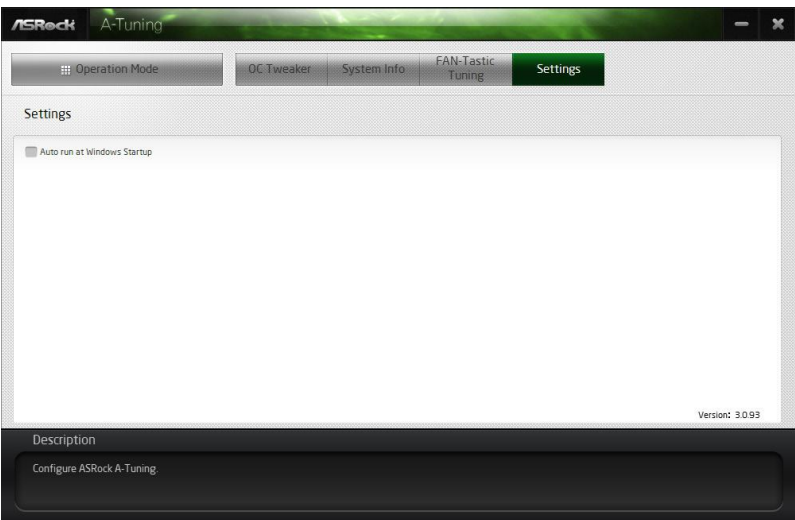 ASRock A-Tuning
Operation Mode OC Tweaker System Info FAN-Tastic Tuning Settings
Settings
Auto run at Windows Startup
Version: 3.0.93
Description
Configure ASRock A-Tuning.